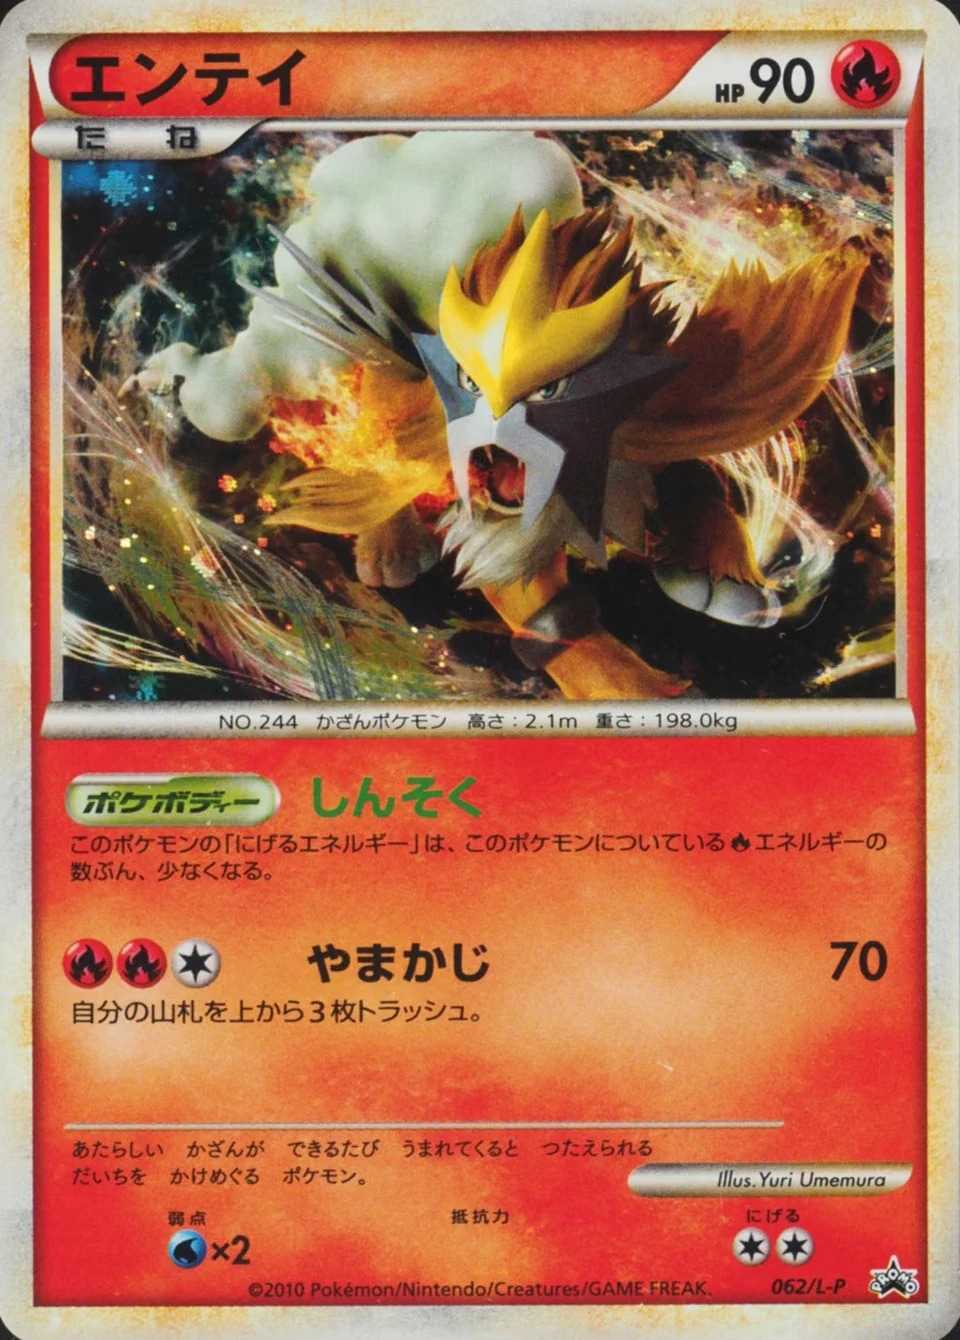 エンテイ
HP90
たね
NO.244 かざんポケモン 高さ：2.1m 重さ：198.0kg
ポケボディー しんそく
このポケモンの「にげるエネルギー」は、このポケモンについているエネルギーの
数ぶん、少なくなる。
やまかじ 70
自分の山札を上から3枚トラッシュ。
あたらしい かざんが できるたび うまれてくると つたえられる
だいちを かけめぐる ポケモン。
Illus.Yuri Umemura
弱点 抵抗力 にげる
×2
©2010 Pokémon/Nintendo/Creatures/GAME FREAK. 062/L-P PROMO